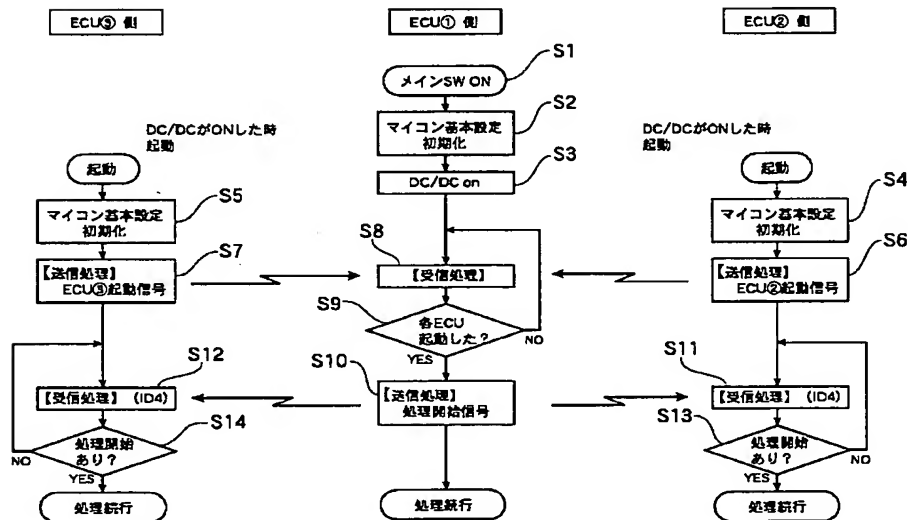 ECU③ 側
ECU① 側
ECU② 側
S1
メインSW ON
S2
マイコン基本設定
初期化
S3
DC/DC on
DC/DCがONした時
起動
起動
S5
マイコン基本設定
初期化
S7
【送信処理】
ECU③起動信号
DC/DCがONした時
起動
起動
S4
マイコン基本設定
初期化
S6
【送信処理】
ECU②起動信号
S8
【受信処理】
S9
各ECU
起動した？
NO
YES
S10
【送信処理】
処理開始信号
処理続行
S12
【受信処理】 (ID4)
S14
処理開始
あり？
NO
YES
処理続行
S11
【受信処理】 (ID4)
S13
処理開始
あり？
NO
YES
処理続行